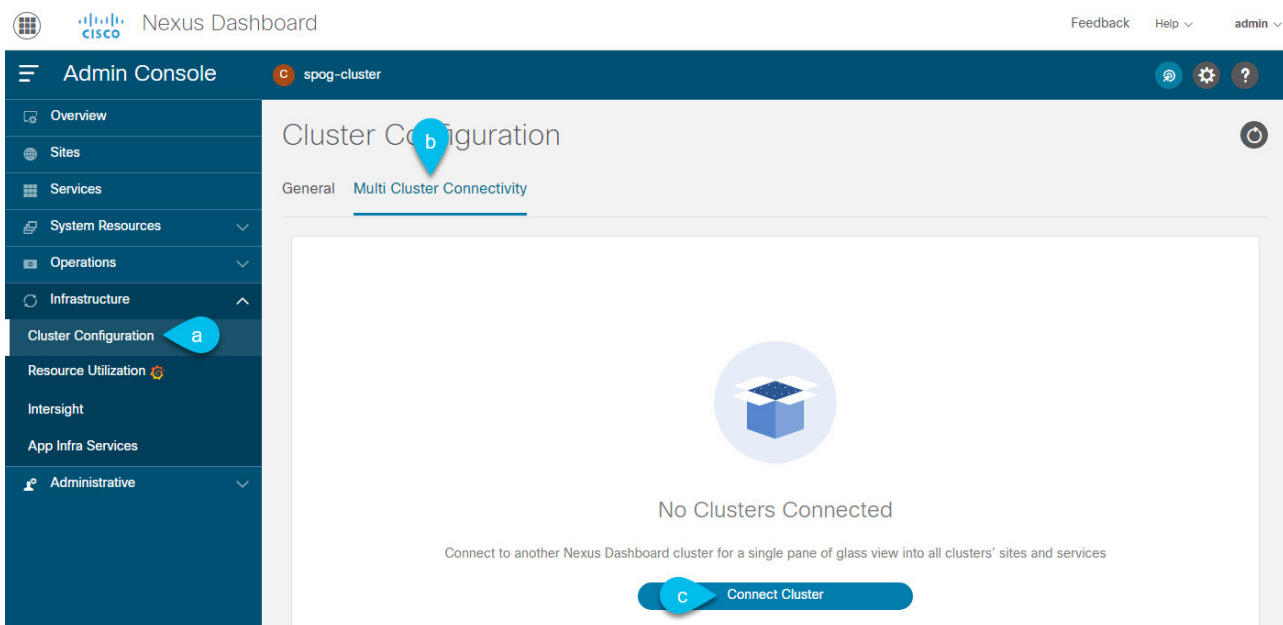 CISCO Nexus Dashboard Feedback Help admin
Admin Console C spog-cluster ?
Overview
Sites
Services
System Resources
Operations
Infrastructure
Cluster Configuration a
Resource Utilization
Intersight
App Infra Services
Administrative
Cluster Configuration
b
General Multi Cluster Connectivity
No Clusters Connected
Connect to another Nexus Dashboard cluster for a single pane of glass view into all clusters' sites and services
c Connect Cluster